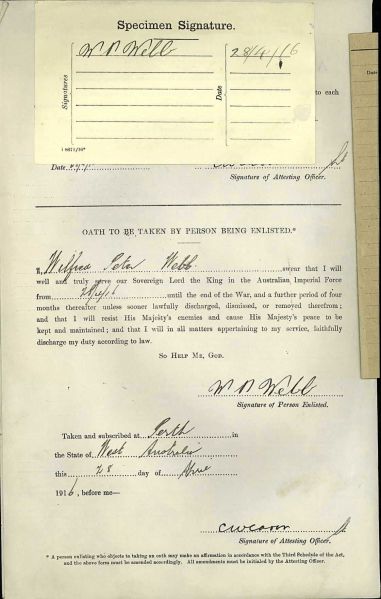 Specimen Signature.
Signatures
W P Webb
Date
28/4/16
to each
Date
Date
Signature of Attesting Officer.
OATH TO BE TAKEN BY PERSON BEING ENLISTED.*
I, Wilfred Peter Webb swear that I will
well and truly serve our Sovereign Lord the King in the Australian Imperial Force
from until the end of the War, and a further period of four
months thereafter unless sooner lawfully discharged, dismissed, or removed therefrom;
and that I will resist His Majesty's enemies and cause His Majesty's peace to
be kept and maintained; and that I will in all matters appertaining to my service, faithfully
discharge my duty according to law.
SO HELP ME, GOD.
W P Webb
Signature of Person Enlisted.
Taken and subscribed at Perth in
the State of West Australia
this 28 day of April
1916, before me—
Signature of Attesting Officer.
* A person enlisting who objects to taking an oath may make an affirmation in accordance with the Third Schedule of the Act,
and the above form must be amended accordingly. All amendments must be initialed by the Attesting Officer.